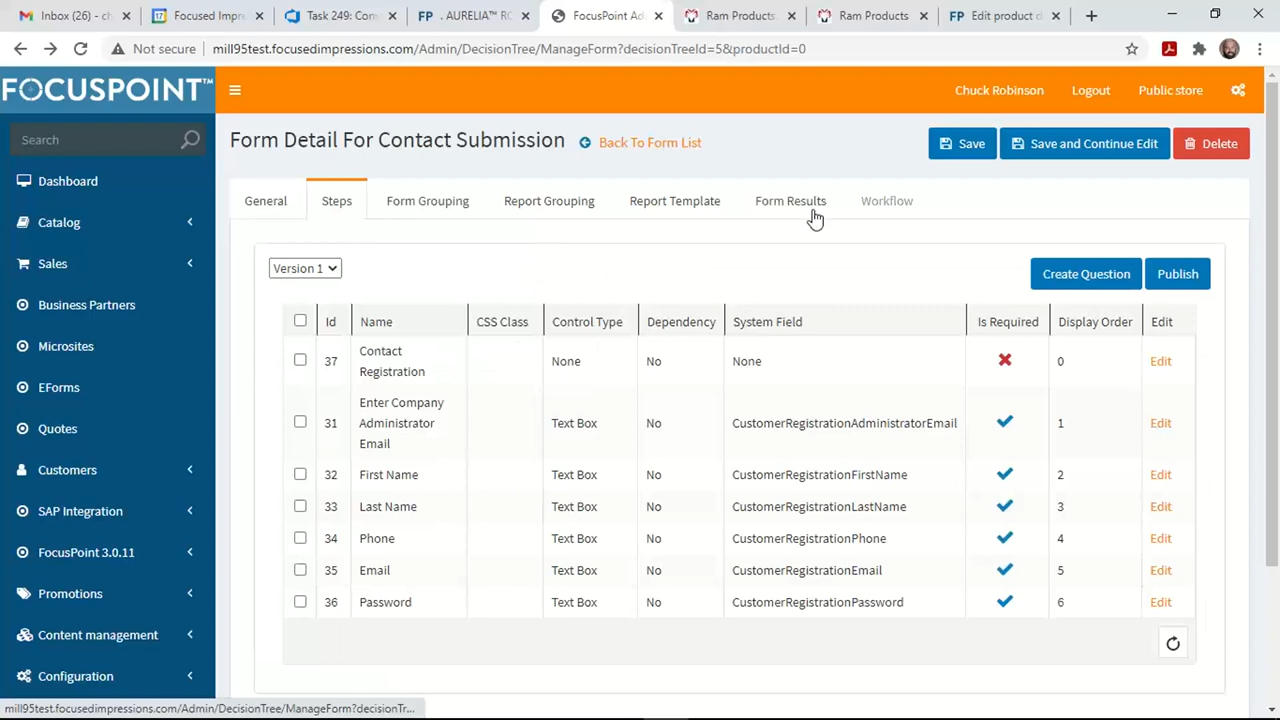 Inbox (26) - ch
Focused Impre
Task 249: Com
FP . AURELIA™ RO
FocusPoint Ad
Ram Products.
Ram Products
FP Edit product d
Not secure mill95test.focusedimpressions.com/Admin/DecisionTree/ManageForm?decisionTreeId=5&productId=0
FOCUSPOINT™
Chuck Robinson Logout Public store
Search
Dashboard
Catalog
Sales
Business Partners
Microsites
EForms
Quotes
Customers
SAP Integration
FocusPoint 3.0.11
Promotions
Content management
Configuration
Form Detail For Contact Submission Back To Form List
Save Save and Continue Edit Delete
General Steps Form Grouping Report Grouping Report Template Form Results Workflow
Version 1
Create Question Publish
Id Name CSS Class Control Type Dependency System Field Is Required Display Order Edit
37 Contact Registration None No None 0 Edit
31 Enter Company Administrator Email Text Box No CustomerRegistrationAdministratorEmail 1 Edit
32 First Name Text Box No CustomerRegistrationFirstName 2 Edit
33 Last Name Text Box No CustomerRegistrationLastName 3 Edit
34 Phone Text Box No CustomerRegistrationPhone 4 Edit
35 Email Text Box No CustomerRegistrationEmail 5 Edit
36 Password Text Box No CustomerRegistrationPassword 6 Edit
mill95test.focusedimpressions.com/Admin/DecisionTree/ManageForm?decisionTr...